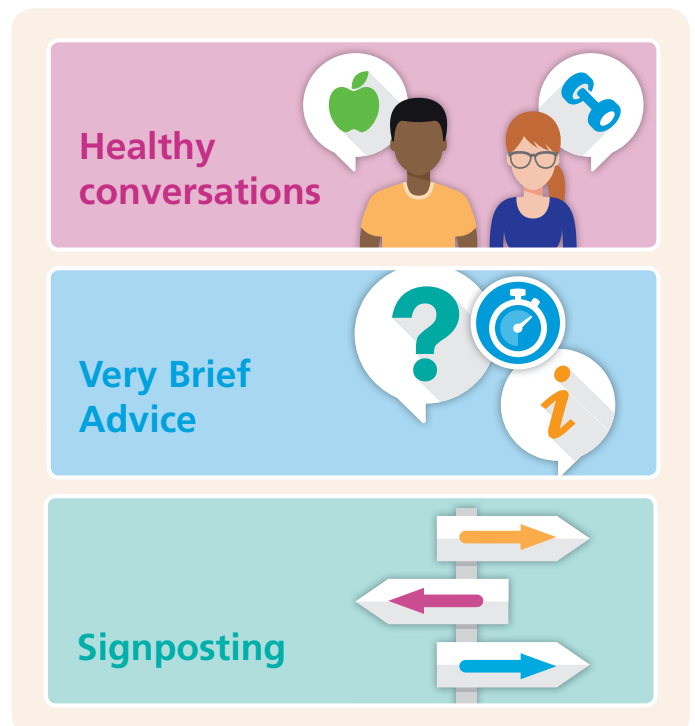 Healthy
conversations
?
i
Very Brief
Advice
Signposting